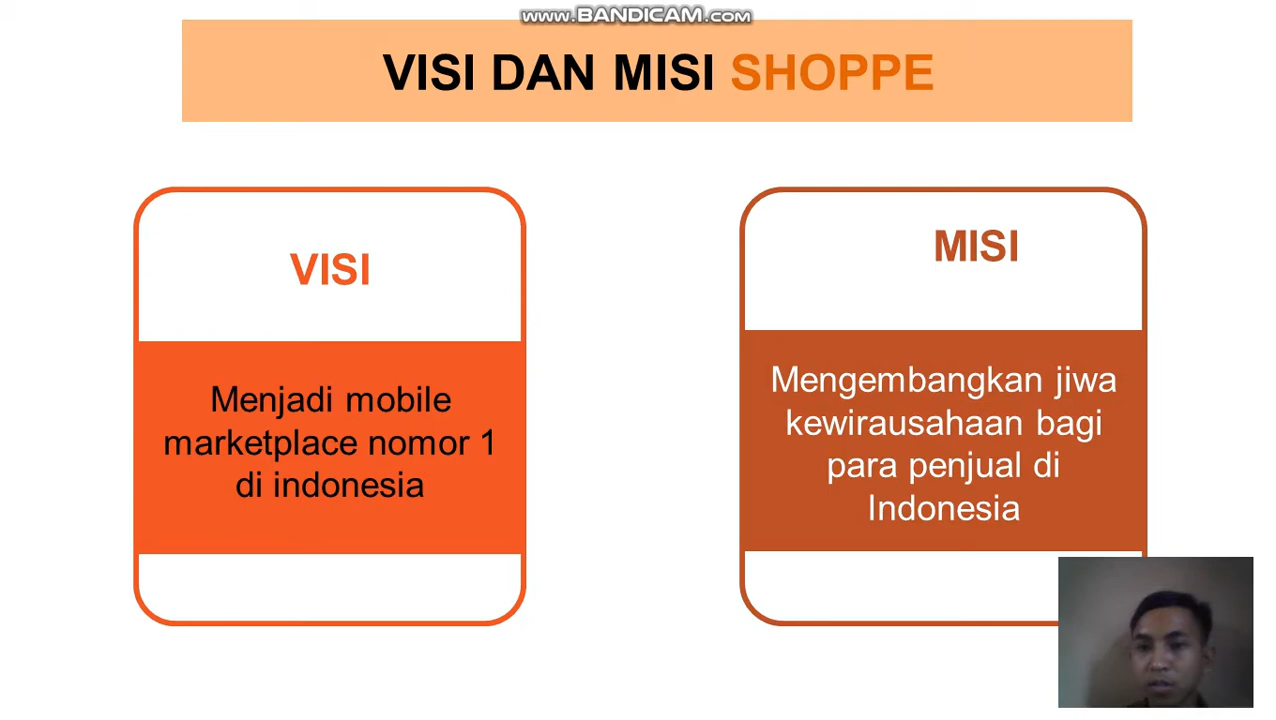 www.BANDICAM.com
VISI DAN MISI SHOPPE
VISI
Menjadi mobile
marketplace nomor 1
di indonesia
MISI
Mengembangkan jiwa
kewirausahaan bagi
para penjual di
Indonesia